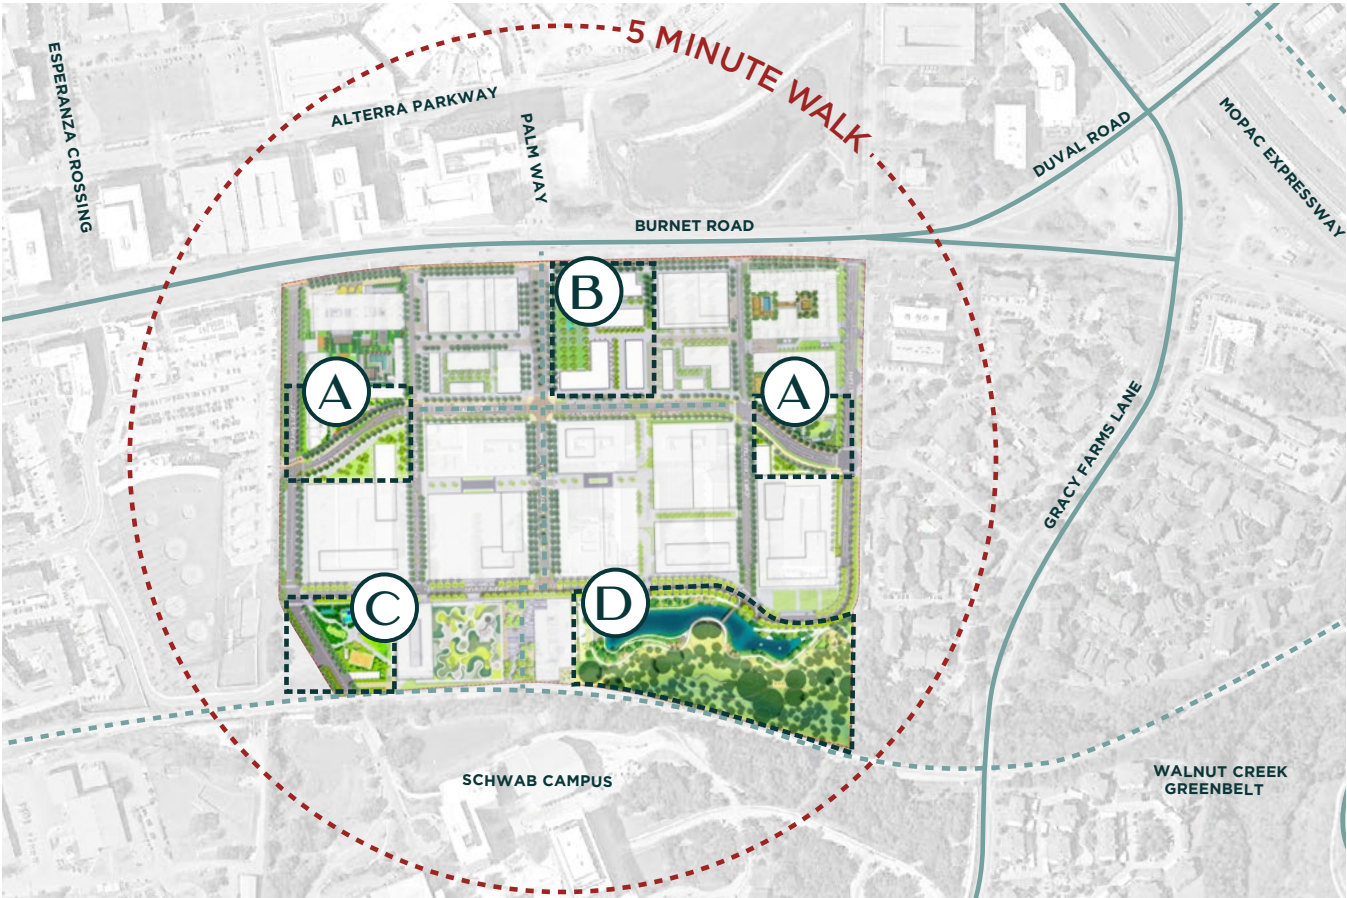 5 MINUTE WALK
ESPERANZA CROSSING
ALTERRA PARKWAY
PALM WAY
DUVAL ROAD
MOPAC EXPRESSWAY
BURNET ROAD
B
A
A
GRACY FARMS LANE
C
D
SCHWAB CAMPUS
WALNUT CREEK
GREENBELT